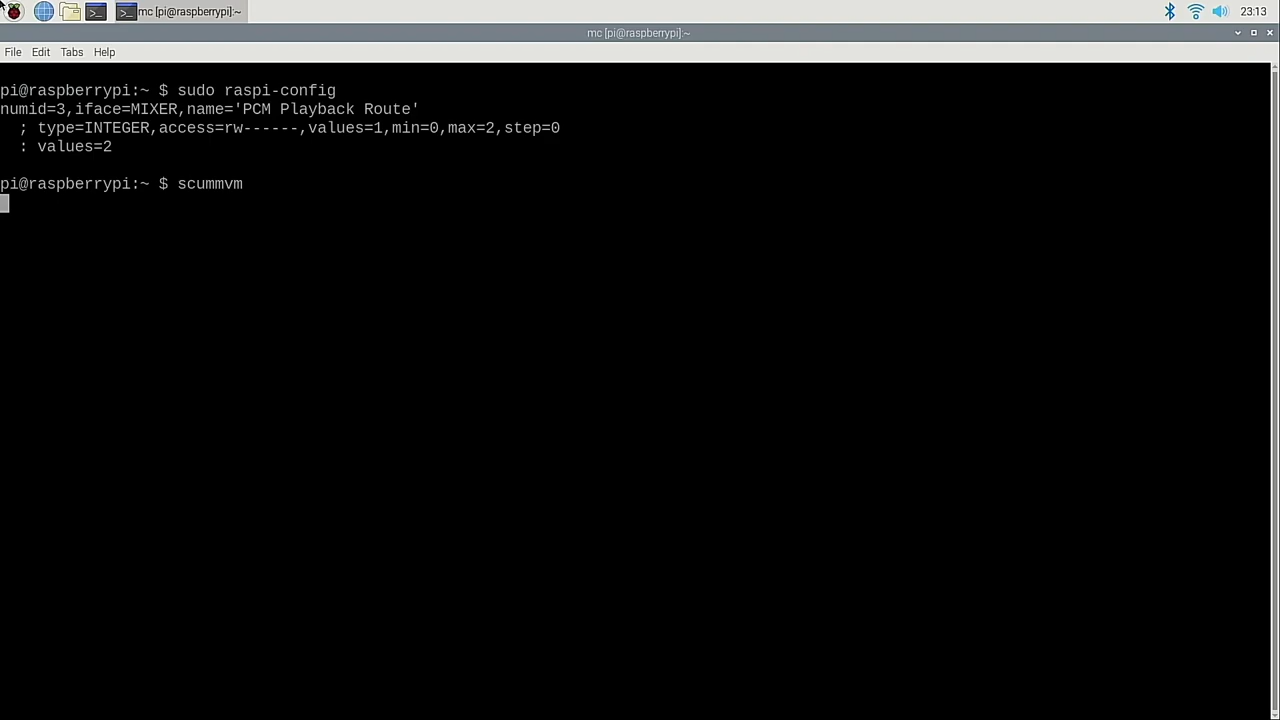 mc [pi@raspberrypi]:~
23:13
mc [pi@raspberrypi]:~
File Edit Tabs Help
pi@raspberrypi:~ $ sudo raspi-config
numid=3,iface=MIXER,name='PCM Playback Route'
; type=INTEGER,access=rw------,values=1,min=0,max=2,step=0
: values=2
pi@raspberrypi:~ $ scummvm